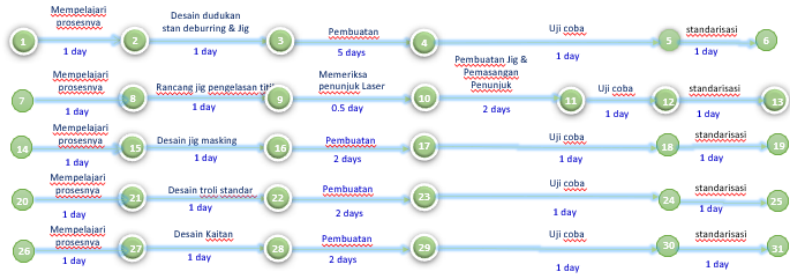 Mempelajari prosesnya
Desain dudukan stan deburring & Jig
Pembuatan
Uji coba
standarisasi
1 2 3 4 5 6
1 day 1 day 5 days 1 day 1 day
Mempelajari prosesnya
Rancang jig pengelasan titik
Memeriksa penunjuk Laser
Pembuatan Jig & Pemasangan Penunjuk
Uji coba
standarisasi
7 8 9 10 11 12 13
1 day 1 day 0.5 day 2 days 1 day 1 day
Mempelajari prosesnya
Desain jig masking
Pembuatan
Uji coba
standarisasi
14 15 16 17 18 19
1 day 1 day 2 days 1 day 1 day
Mempelajari prosesnya
Desain troli standar
Pembuatan
Uji coba
standarisasi
20 21 22 23 24 25
1 day 1 day 2 days 1 day 1 day
Mempelajari prosesnya
Desain Kaitan
Pembuatan
Uji coba
standarisasi
26 27 28 29 30 31
1 day 1 day 2 days 1 day 1 day